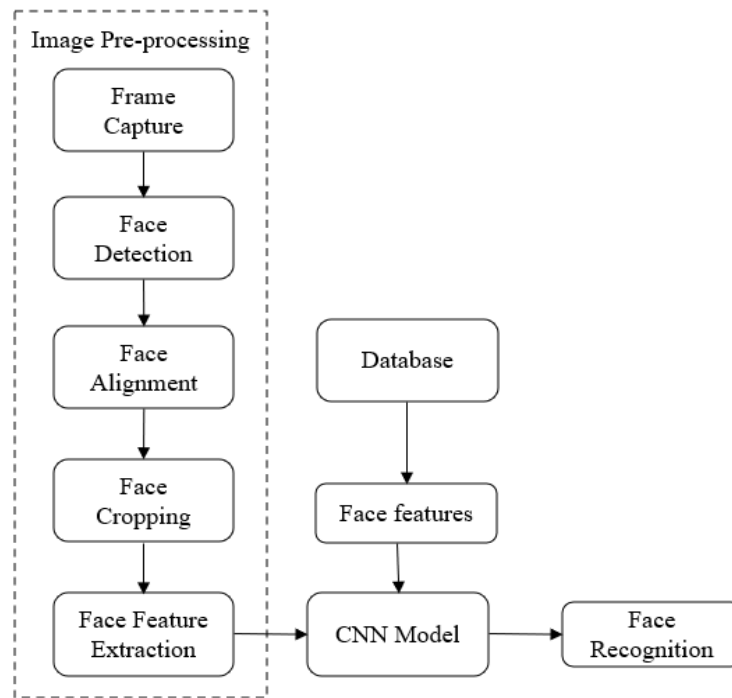 Image Pre-processing
Frame
Capture
Face
Detection
Face
Alignment
Face
Cropping
Face Feature
Extraction
Database
Face features
CNN Model
Face
Recognition